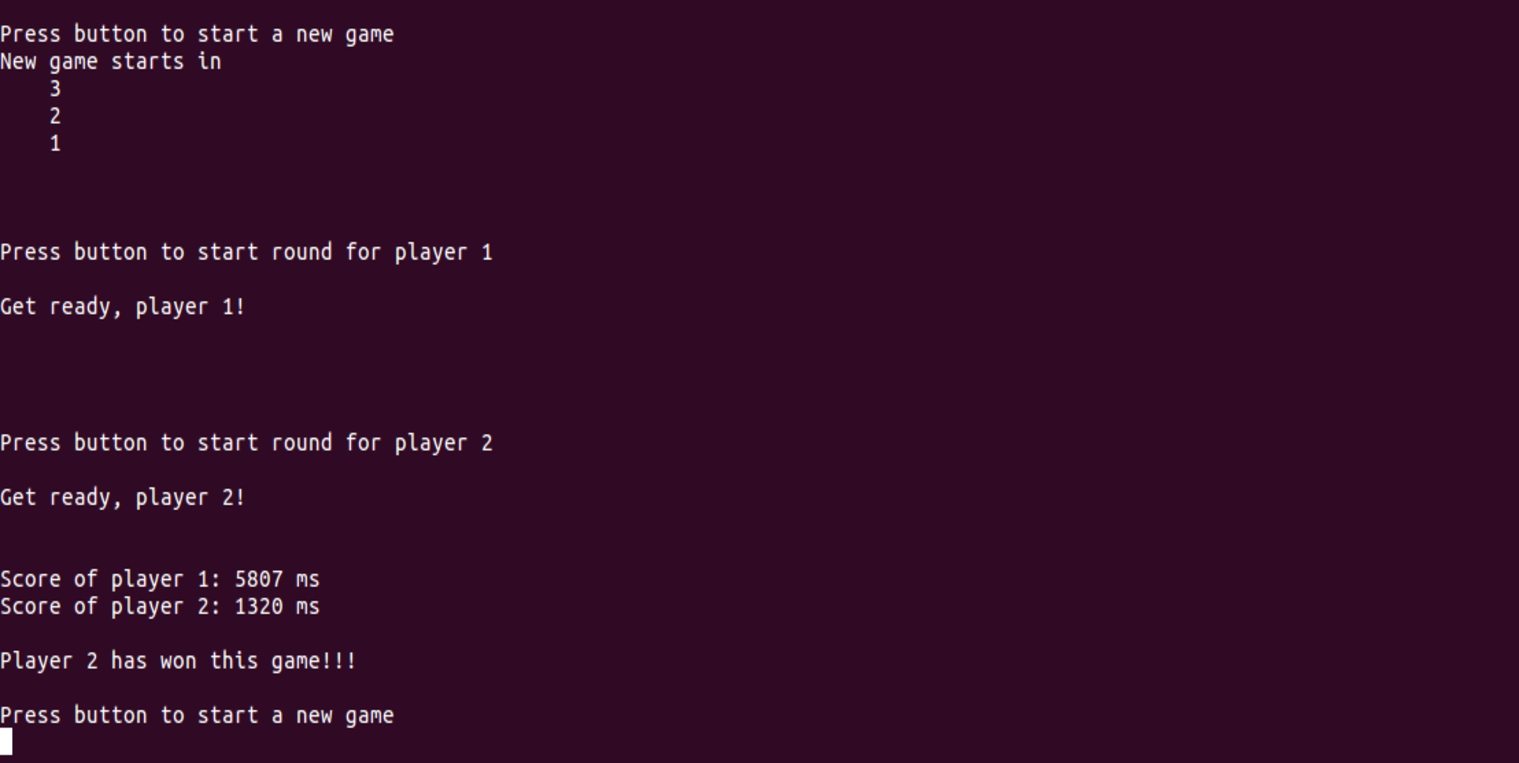 Press button to start a new game
New game starts in
3
2
1
Press button to start round for player 1
Get ready, player 1!
Press button to start round for player 2
Get ready, player 2!
Score of player 1: 5807 ms
Score of player 2: 1320 ms
Player 2 has won this game!!!
Press button to start a new game